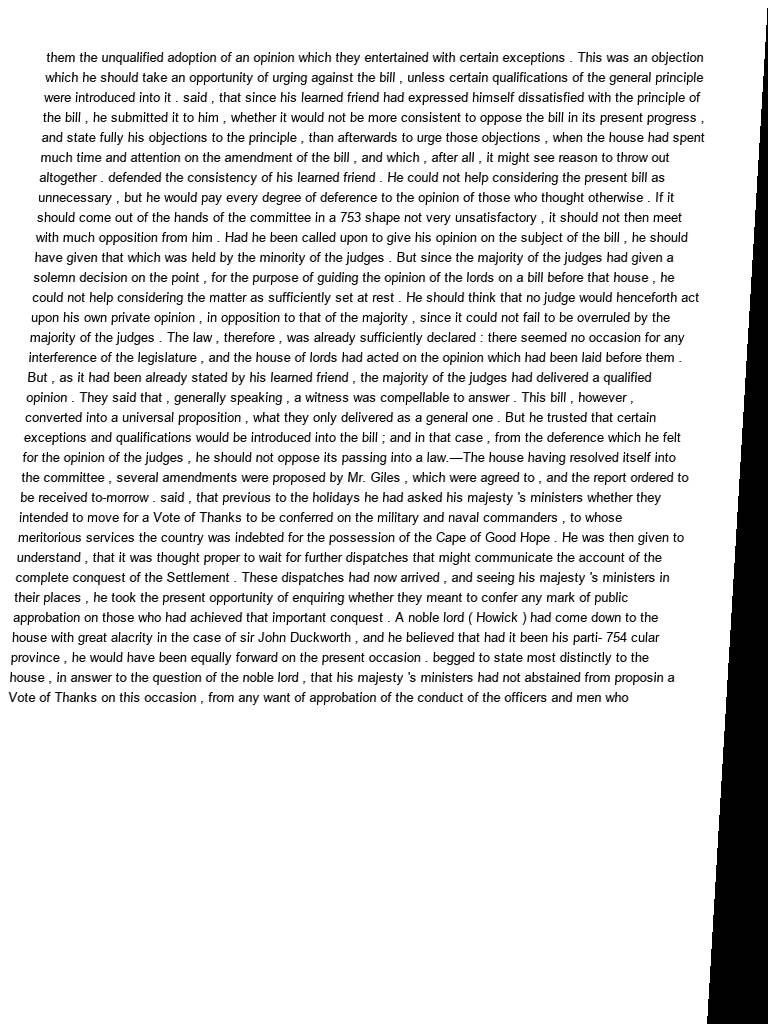 them the unqualified adoption of an opinion which they entertained with certain exceptions . This was an objection
which he should take an opportunity of urging against the bill , unless certain qualifications of the general principle
were introduced into it . said , that since his learned friend had expressed himself dissatisfied with the principle of
the bill , he submitted it to him , whether it would not be more consistent to oppose the bill in its present progress ,
and state fully his objections to the principle , than afterwards to urge those objections , when the house had spent
much time and attention on the amendment of the bill , and which , after all , it might see reason to throw out
altogether . defended the consistency of his learned friend . He could not help considering the present bill as
unnecessary , but he would pay every degree of deference to the opinion of those who thought otherwise . If it
should come out of the hands of the committee in a 753 shape not very unsatisfactory , it should not then meet
with much opposition from him . Had he been called upon to give his opinion on the subject of the bill , he should
have given that which was held by the minority of the judges . But since the majority of the judges had given a
solemn decision on the point , for the purpose of guiding the opinion of the lords on a bill before that house , he
could not help considering the matter as sufficiently set at rest . He should think that no judge would henceforth act
upon his own private opinion , in opposition to that of the majority , since it could not fail to be overruled by the
majority of the judges . The law , therefore , was already sufficiently declared : there seemed no occasion for any
interference of the legislature , and the house of lords had acted on the opinion which had been laid before them .
But , as it had been already stated by his learned friend , the majority of the judges had delivered a qualified
opinion . They said that , generally speaking , a witness was compellable to answer . This bill , however ,
converted into a universal proposition , what they only delivered as a general one . But he trusted that certain
exceptions and qualifications would be introduced into the bill ; and in that case , from the deference which he felt
for the opinion of the judges , he should not oppose its passing into a law.—The house having resolved itself into
the committee , several amendments were proposed by Mr. Giles , which were agreed to , and the report ordered to
be received to-morrow . said , that previous to the holidays he had asked his majesty 's ministers whether they
intended to move for a Vote of Thanks to be conferred on the military and naval commanders , to whose
meritorious services the country was indebted for the possession of the Cape of Good Hope . He was then given to
understand , that it was thought proper to wait for further dispatches that might communicate the account of the
complete conquest of the Settlement . These dispatches had now arrived , and seeing his majesty 's ministers in
their places , he took the present opportunity of enquiring whether they meant to confer any mark of public
approbation on those who had achieved that important conquest . A noble lord ( Howick ) had come down to the
house with great alacrity in the case of sir John Duckworth , and he believed that had it been his parti- 754 cular
province , he would have been equally forward on the present occasion . begged to state most distinctly to the
house , in answer to the question of the noble lord , that his majesty 's ministers had not abstained from proposin a
Vote of Thanks on this occasion , from any want of approbation of the conduct of the officers and men who